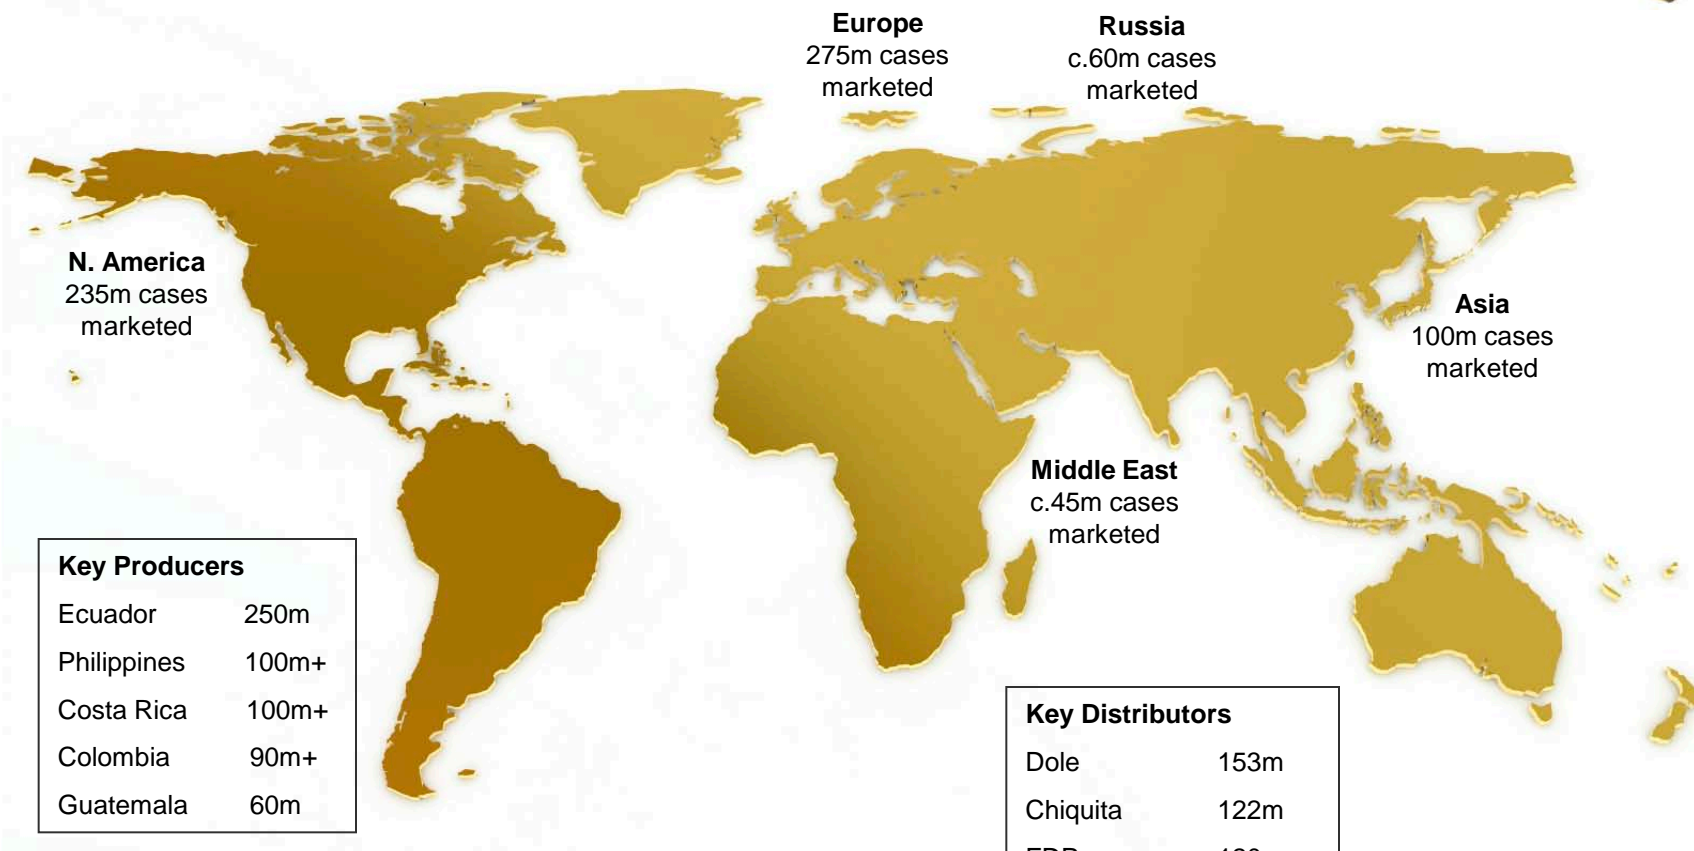 Europe
275m cases
marketed
Russia
c.60m cases
marketed
N. America
235m cases
marketed
Asia
100m cases
marketed
Middle East
c.45m cases
marketed
Key Producers
Ecuador 250m
Philippines 100m+
Costa Rica 100m+
Colombia 90m+
Guatemala 60m
Key Distributors
Dole 153m
Chiquita 122m